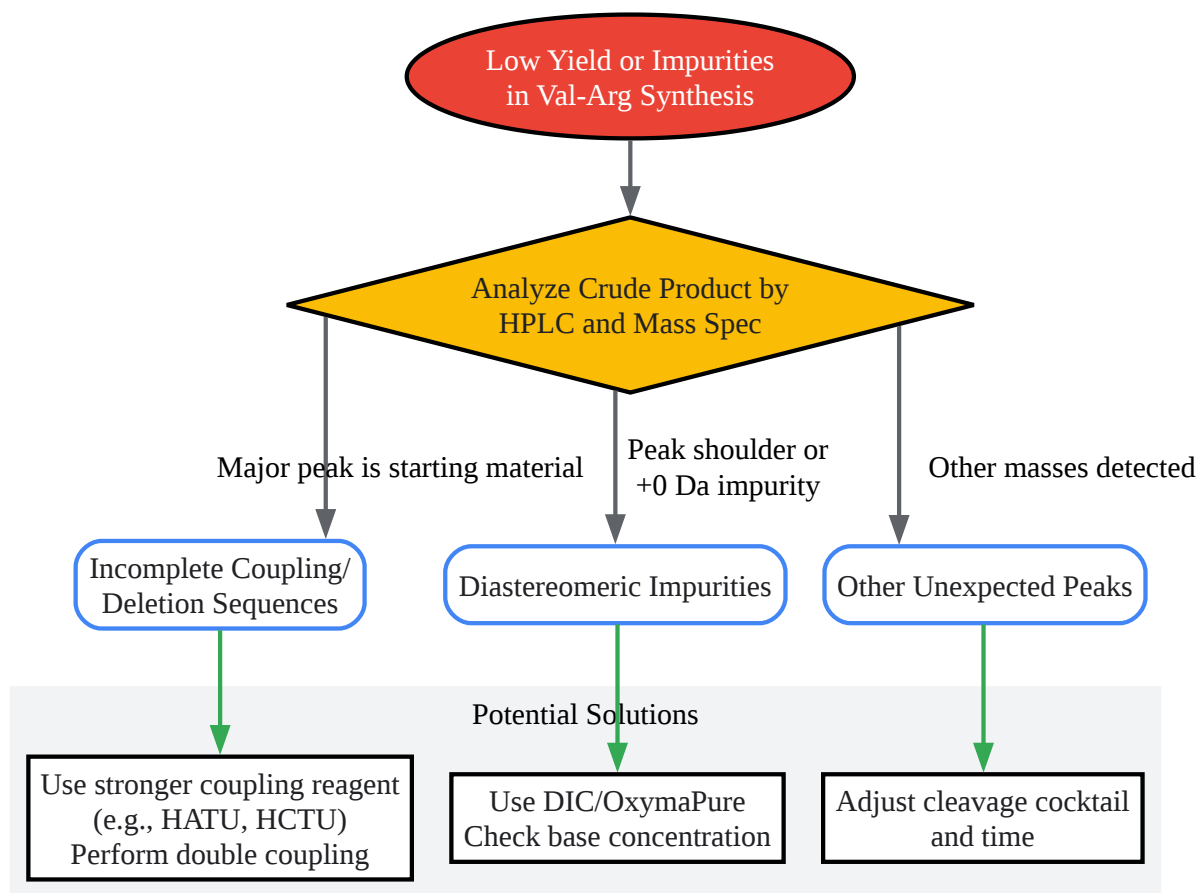 Low Yield or Impurities
in Val-Arg Synthesis
Analyze Crude Product by
HPLC and Mass Spec
Major peak is starting material
Peak shoulder or
+0 Da impurity
Other masses detected
Incomplete Coupling/
Deletion Sequences
Diastereomeric Impurities
Other Unexpected Peaks
Potential Solutions
Use stronger coupling reagent
(e.g., HATU, HCTU)
Perform double coupling
Use DIC/OxymaPure
Check base concentration
Adjust cleavage cocktail
and time